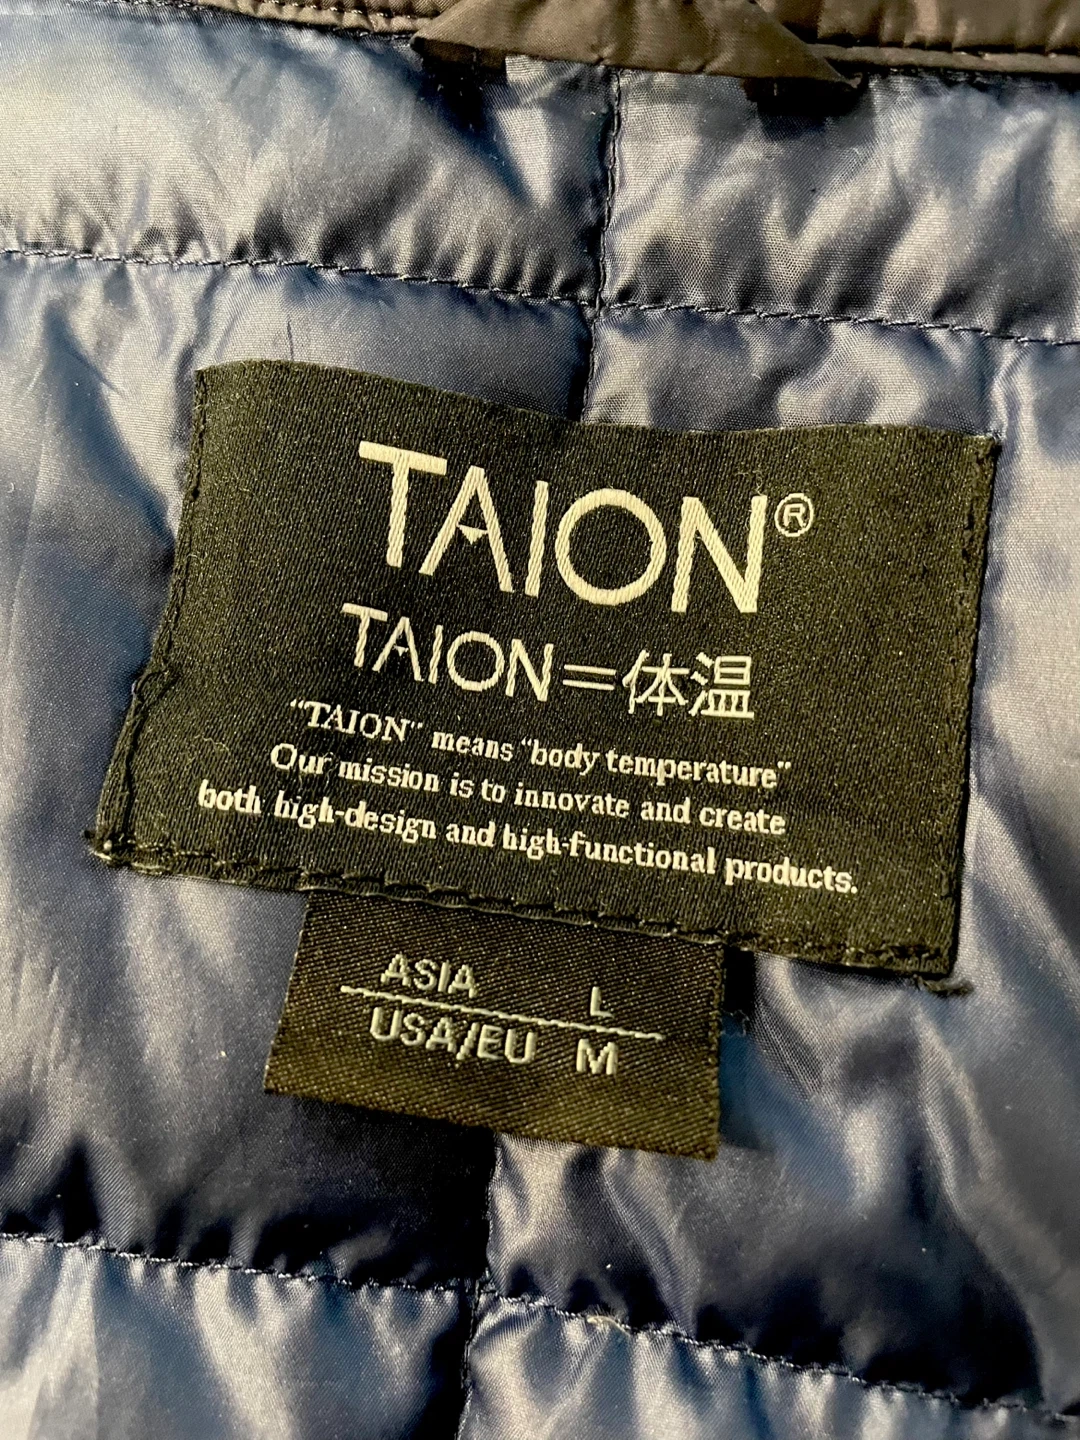 TAION®
TAION=体温
"TAION" means "body temperature"
Our mission is to innovate and create
both high-design and high-functional products.
ASIA L
USA/EU M